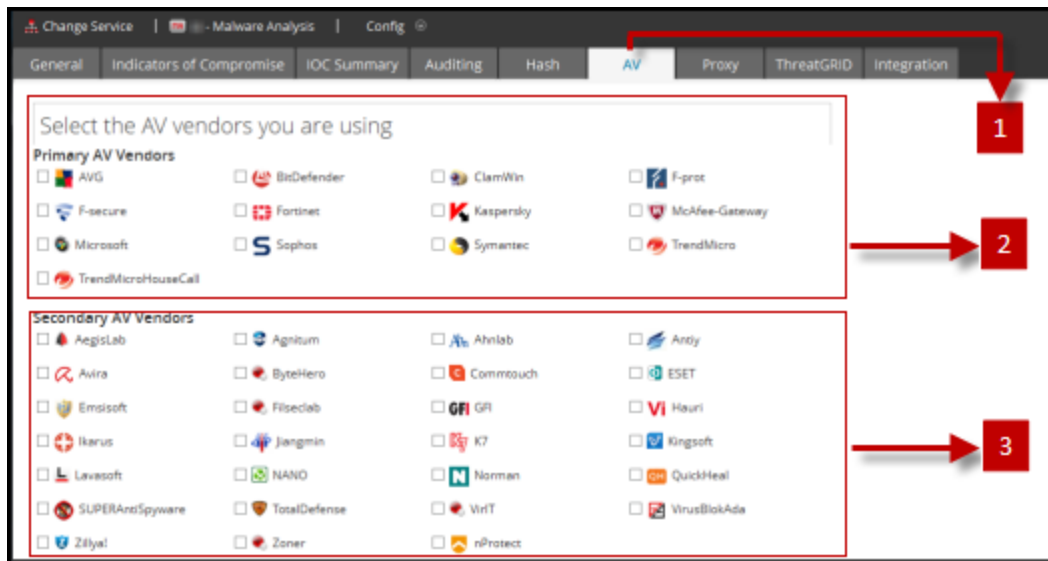 Change Service | - Malware Analysis | Config
General Indicators of Compromise IOC Summary Auditing Hash AV Proxy ThreatGRID Integration
1
Select the AV vendors you are using
Primary AV Vendors
AVG BitDefender ClamWin F-prot
F-secure Fortinet Kaspersky McAfee-Gateway
Microsoft Sophos Symantec TrendMicro
2
TrendMicroHouseCall
Secondary AV Vendors
AegisLab Agnitum Ahnlab Antiy
Avira ByteHero Commtouch ESET
Emsisoft Filseclab GFI GFI Hauri
Ikarus Jiangmin K7 Kingsoft
3
Lavasoft NANO Norman QuickHeal
SUPERAntiSpyware TotalDefense VirIT VirusBlokAda
Zillya! Zoner nProtect